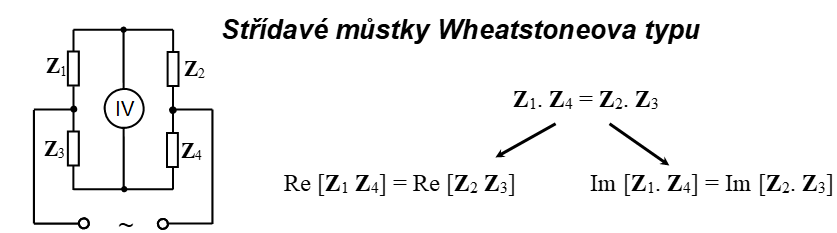 Střídavé můstky Wheatstoneova typu
Z1
Z2
IV
Z3
Z4
~
Z1. Z4 = Z2. Z3
Re [Z1 Z4] = Re [Z2 Z3]
Im [Z1. Z4] = Im [Z2. Z3]